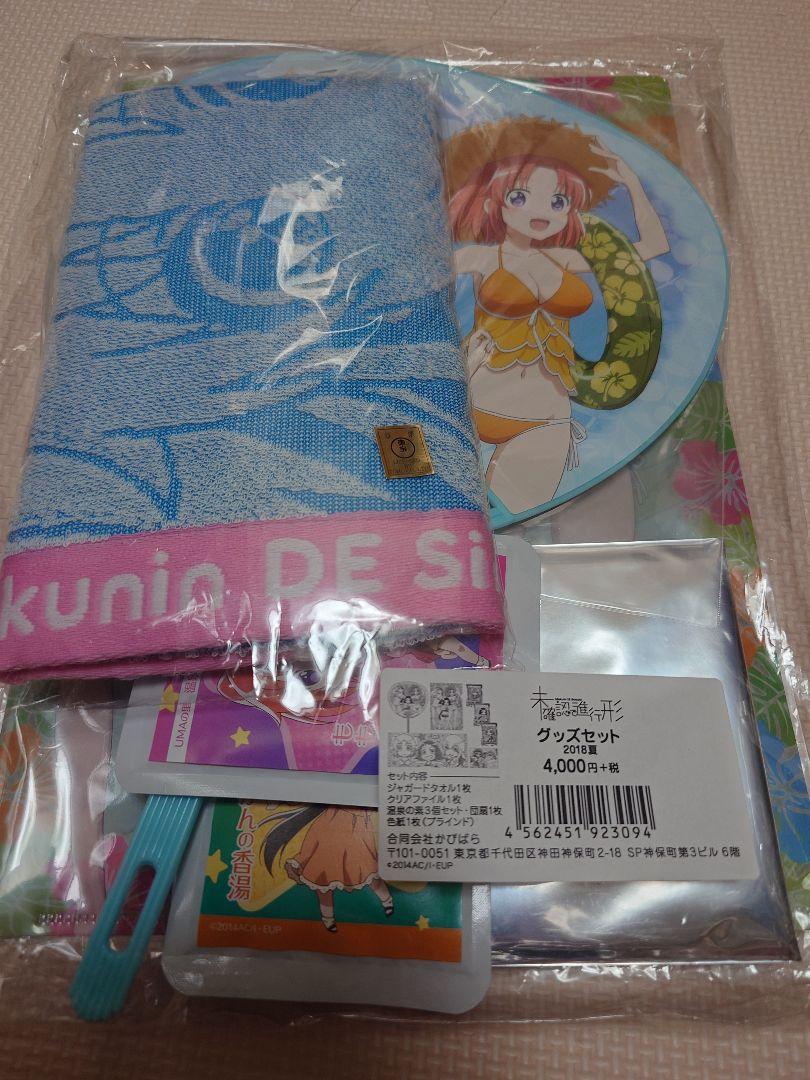 kunin DE Si
UMAの里
まち
んの香湯
©2014AC/I・EUP
未確認で進行形
グッズセット
2018夏
4,000円+税
セット内容
ジャガードタオル1枚
クリアファイル1枚
温泉の素3個セット・団扇1枚
色紙1枚(ブラインド)
4 562451 923094
合同会社かぴばら
〒101-0051 東京都千代田区神田神保町2-18 SP神保町第3ビル 6階
©2014AC/I・EUP